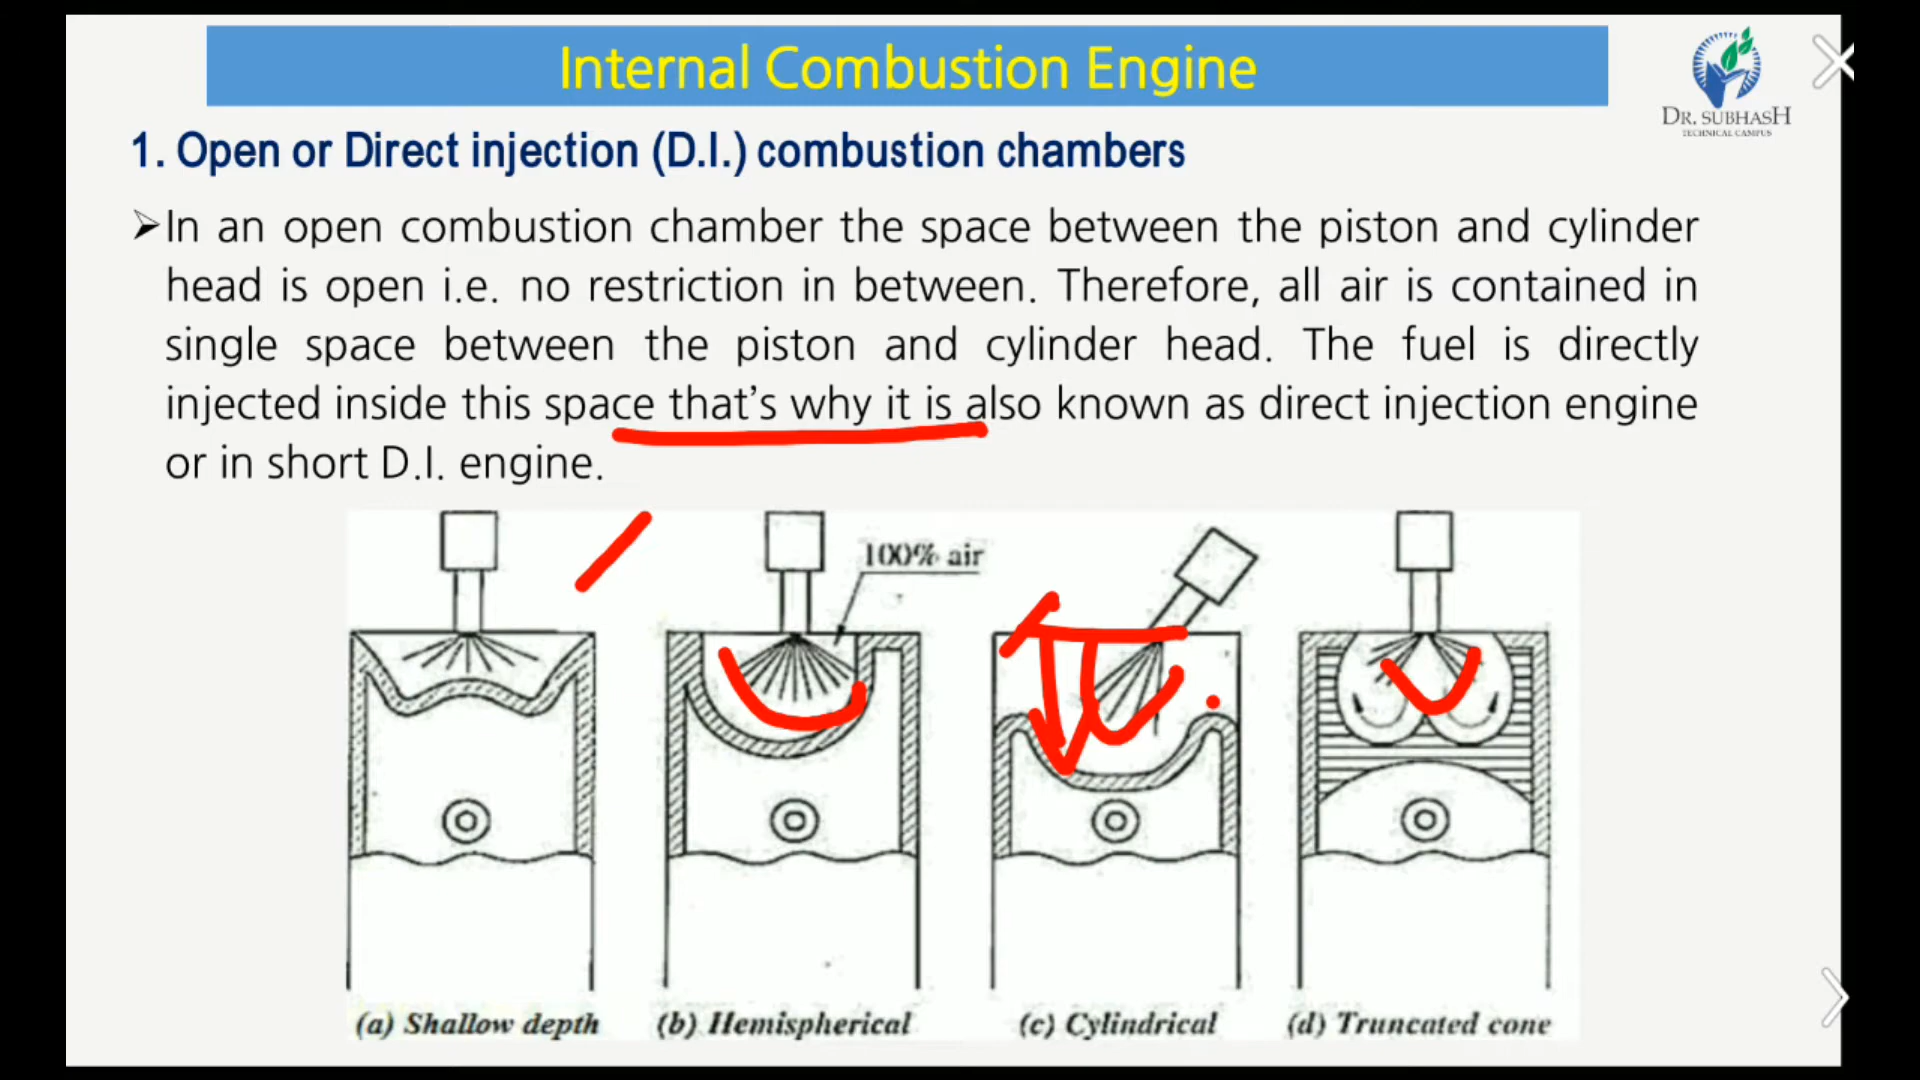 Internal Combustion Engine
DR. SUBHASH
TECHNICAL CAMPUS
1. Open or Direct injection (D.I.) combustion chambers
➢In an open combustion chamber the space between the piston and cylinder
head is open i.e. no restriction in between. Therefore, all air is contained in
single space between the piston and cylinder head. The fuel is directly
injected inside this space that's why it is also known as direct injection engine
or in short D.I. engine.
100% air
(a) Shallow depth
(b) Hemispherical
(c) Cylindrical
(d) Truncated cone